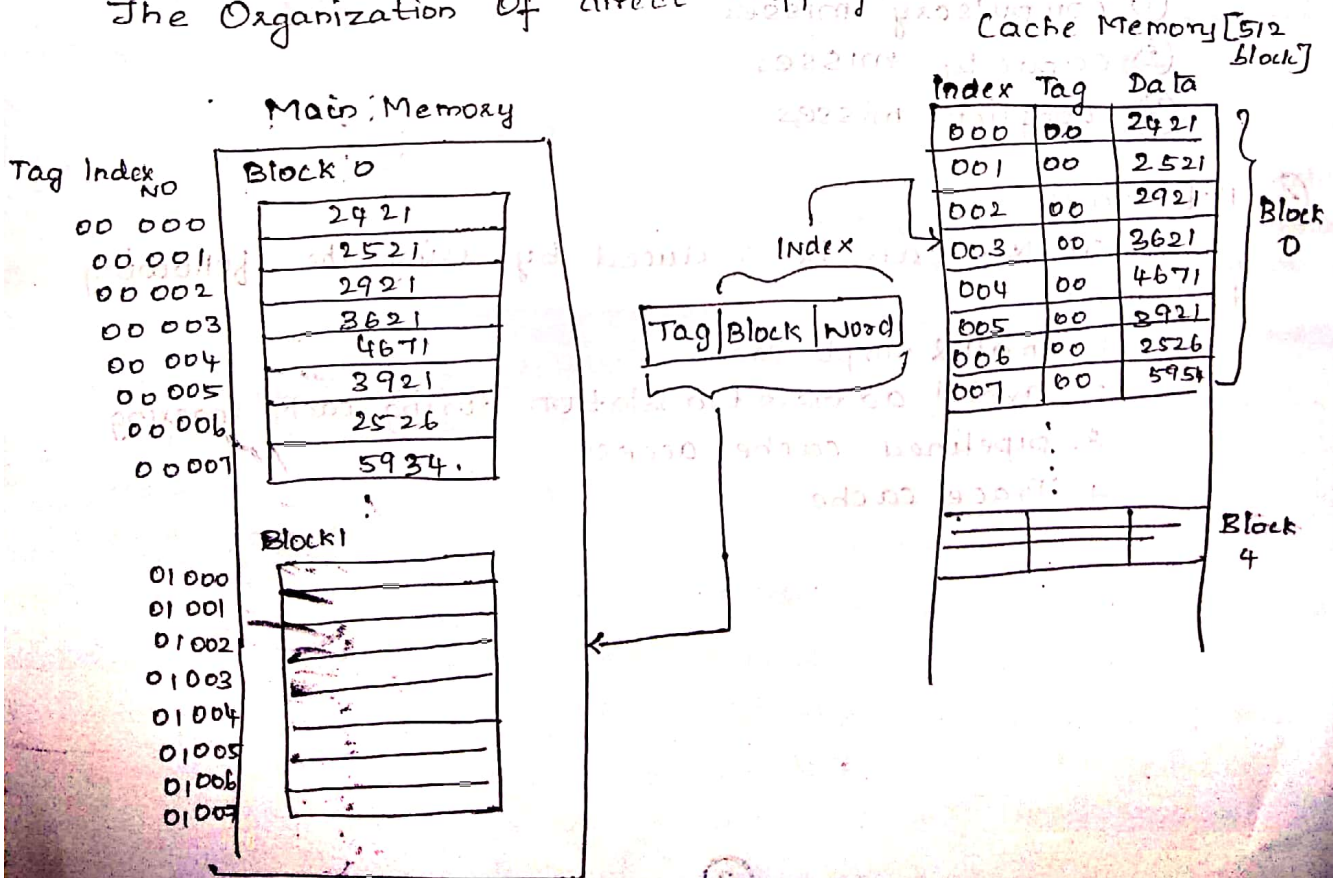 The Organization Of direct
Cache Memory [512
block]
Main Memory
Index Tag Data
Tag Index
NO
Block 0
00 000 2421
00 001 2521
00 002 2921
00 003 3621
00 004 4671
00 005 3921
00 006 2526
00 007 5934.
Block 1
01 000
01 001
01 002
01 003
01 004
01 005
01 006
01 007
INdex
Tag Block Word
000 00 2421
001 00 2521
002 00 2921
003 00 3621
004 00 4671
005 00 3921
006 00 2526
007 00
Block
0
Block
4